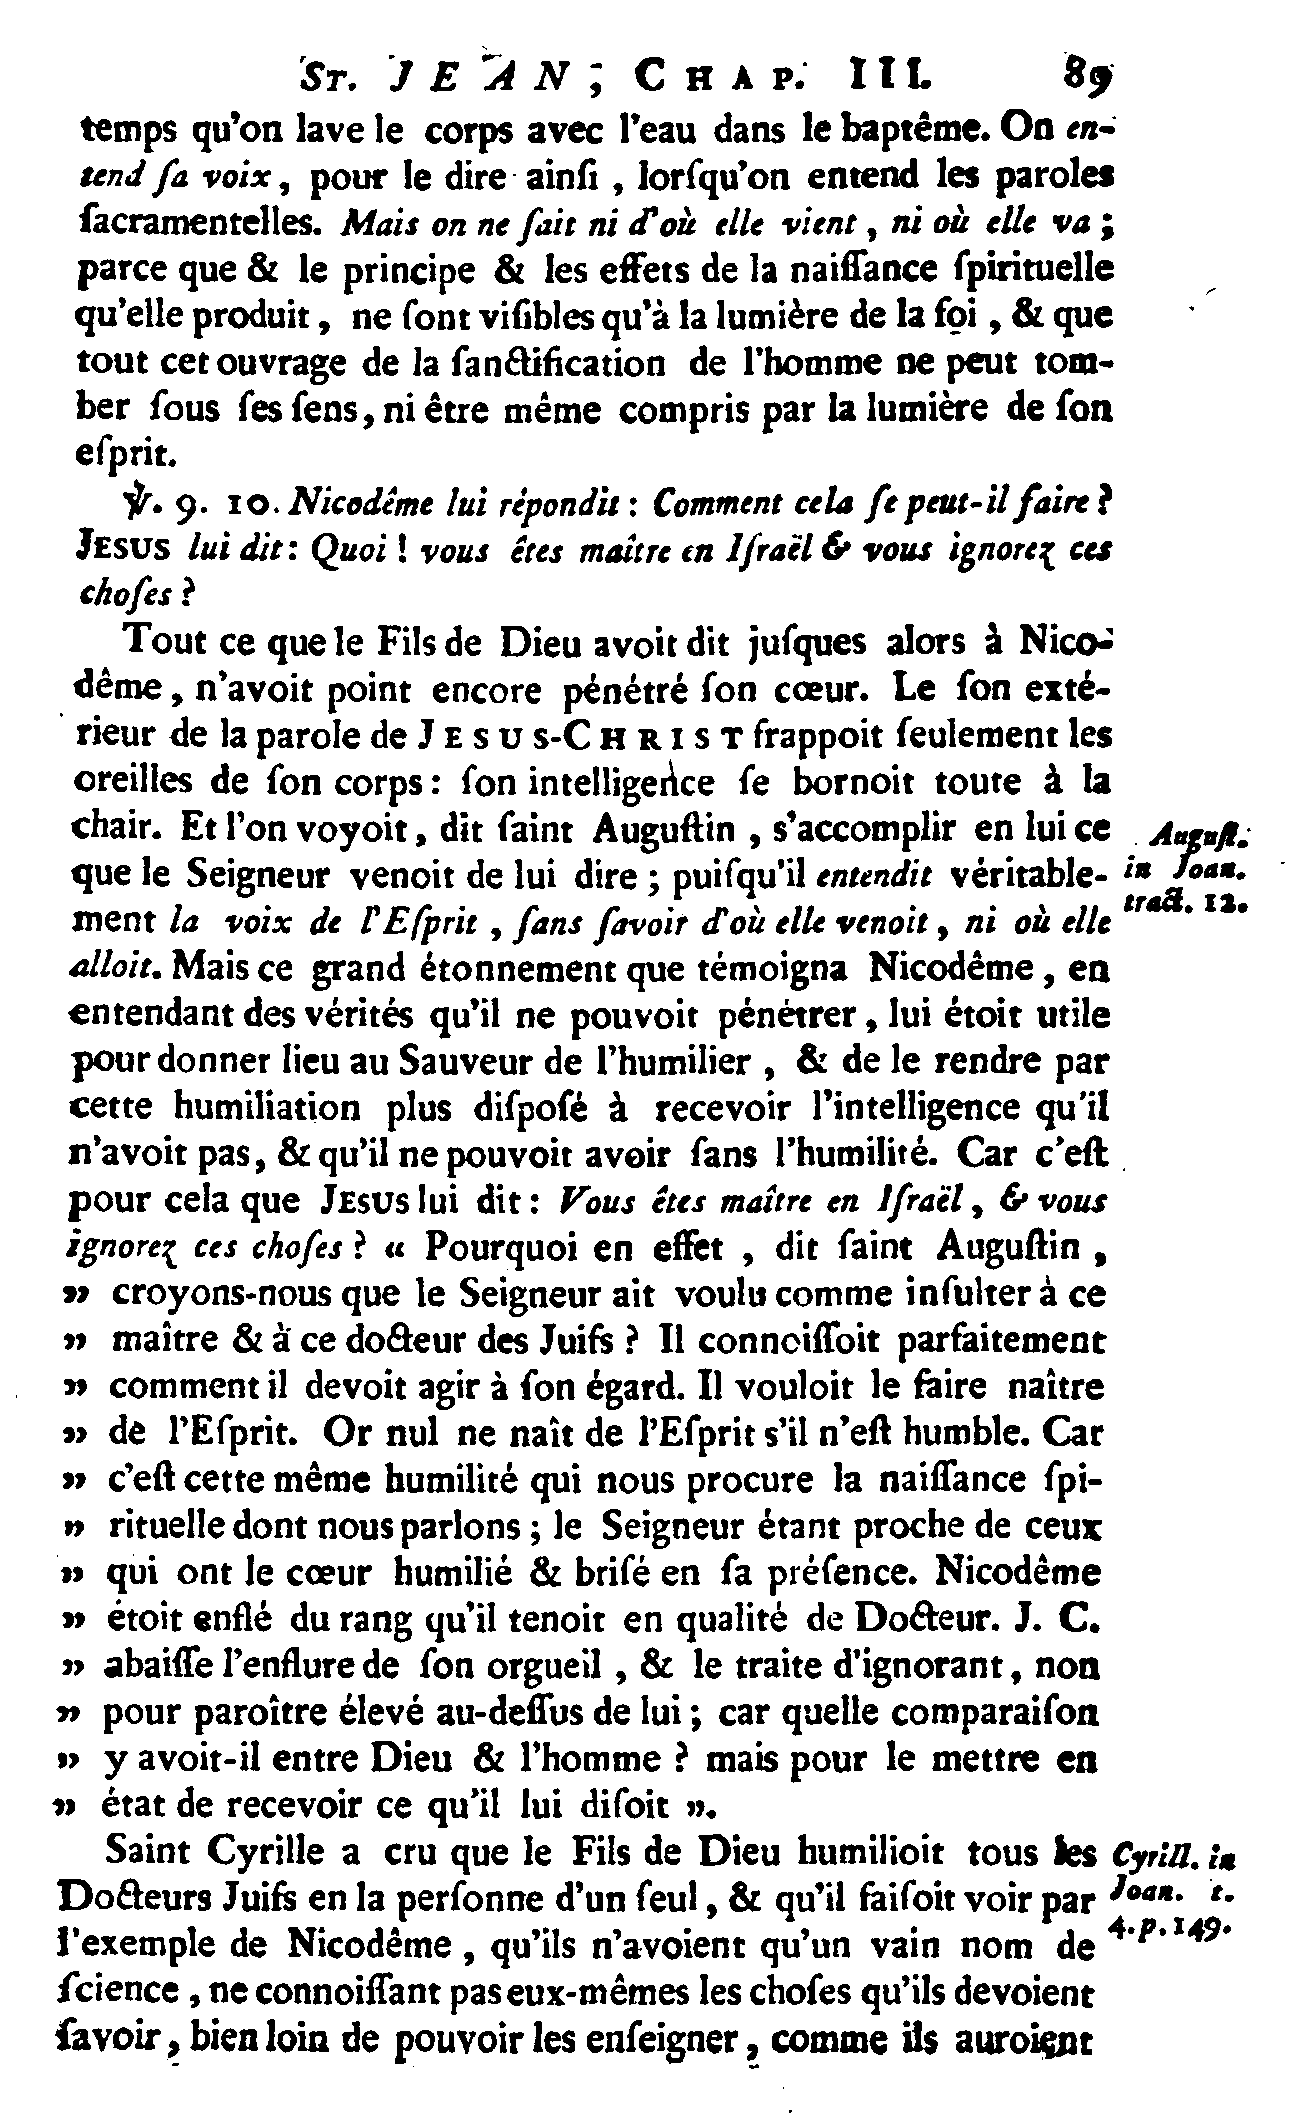 St. JEAN, CHAP. III. 89
temps qu'on lave le corps avec l'eau dans le baptême. On en-
tend ſa voix, pour le dire ainſi, lorſqu'on entend les paroles
ſacramentelles. Mais on ne ſait ni d'où elle vient, ni où elle va ;
parce que & le principe & les effets de la naiſſance ſpirituelle
qu'elle produit, ne ſont viſibles qu'à la lumière de la foi, & que
tout cet ouvrage de la ſanctification de l'homme ne peut tom-
ber ſous ſes ſens, ni être même compris par la lumière de ſon
eſprit.
℣. 9. 10. Nicodême lui répondit : Comment cela ſe peut-il faire ?
JESUS lui dit : Quoi ! vous êtes maître en Iſraël & vous ignorez ces
choſes ?
Tout ce que le Fils de Dieu avoit dit juſques alors à Nico-
dême, n'avoit point encore pénétré ſon cœur. Le ſon exté-
rieur de la parole de JESUS-CHRIST frappoit ſeulement les
oreilles de ſon corps : ſon intelligence ſe bornoit toute à la
chair. Et l'on voyoit, dit ſaint Auguſtin, s'accomplir en lui ce
que le Seigneur venoit de lui dire ; puiſqu'il entendit véritable-
ment la voix de l'Eſprit, ſans ſavoir d'où elle venoit, ni où elle
alloit. Mais ce grand étonnement que témoigna Nicodême, en
entendant des vérités qu'il ne pouvoit pénétrer, lui étoit utile
pour donner lieu au Sauveur de l'humilier, & de le rendre par
cette humiliation plus diſpoſé à recevoir l'intelligence qu'il
n'avoit pas, & qu'il ne pouvoit avoir ſans l'humilité. Car c'eſt
pour cela que JESUS lui dit : Vous êtes maître en Iſraël, & vous
ignorez ces choſes ? « Pourquoi en effet, dit ſaint Auguſtin,
» croyons-nous que le Seigneur ait voulu comme inſulter à ce
» maître & à ce docteur des Juifs ? Il connoiſſoit parfaitement
» comment il devoit agir à ſon égard. Il vouloit le faire naître
» de l'Eſprit. Or nul ne naît de l'Eſprit s'il n'eſt humble. Car
» c'eſt cette même humilité qui nous procure la naiſſance ſpi-
» rituelle dont nous parlons ; le Seigneur étant proche de ceux
» qui ont le cœur humilié & briſé en ſa préſence. Nicodême
» étoit enflé du rang qu'il tenoit en qualité de Docteur. J. C.
» abaiſſe l'enflure de ſon orgueil, & le traite d'ignorant, non
» pour paroître élevé au-deſſus de lui ; car quelle comparaiſon
» y avoit-il entre Dieu & l'homme ? mais pour le mettre en
» état de recevoir ce qu'il lui diſoit ».
Saint Cyrille a cru que le Fils de Dieu humilioit tous les
Docteurs Juifs en la perſonne d'un ſeul, & qu'il faiſoit voir par
l'exemple de Nicodême, qu'ils n'avoient qu'un vain nom de
ſcience, ne connoiſſant pas eux-mêmes les choſes qu'ils devoient
ſavoir, bien loin de pouvoir les enſeigner, comme ils auroient
Auguſt.
in Joan.
tract. 12.
Cyrill. in
Joan. t.
4. p. 149.